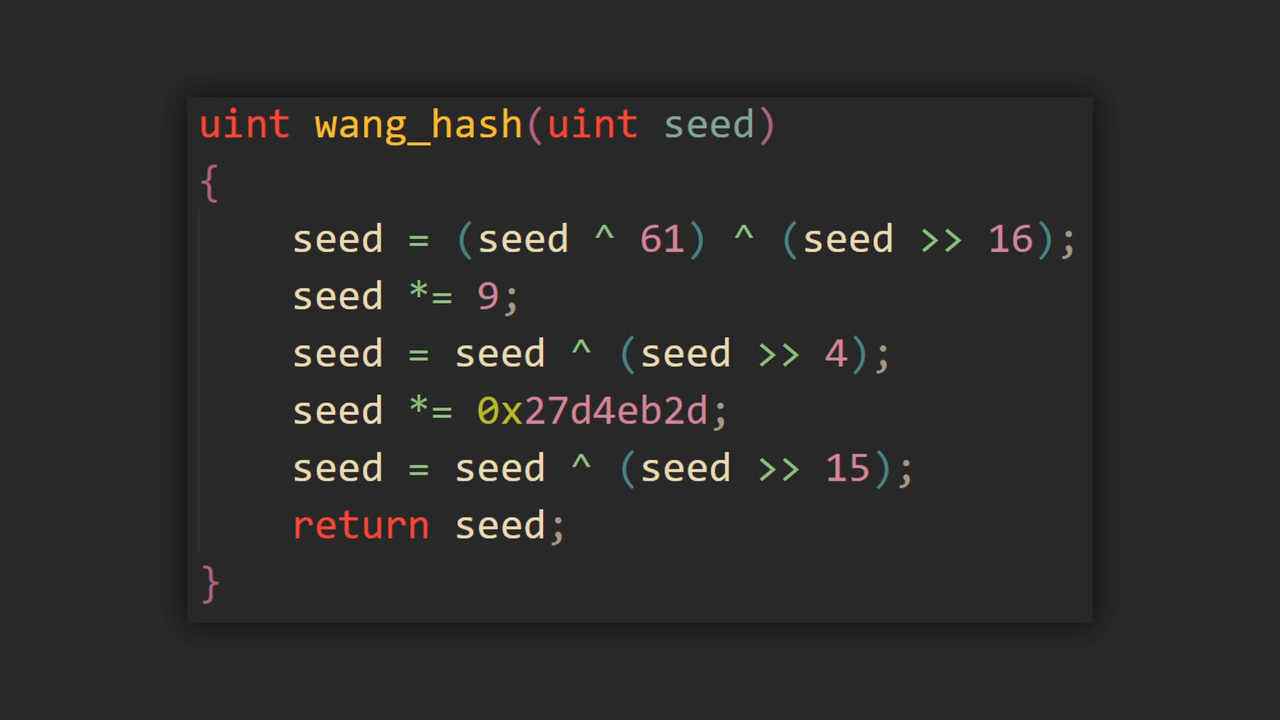 uint wang_hash(uint seed)
{
    seed = (seed ^ 61) ^ (seed >> 16);
    seed *= 9;
    seed = seed ^ (seed >> 4);
    seed *= 0x27d4eb2d;
    seed = seed ^ (seed >> 15);
    return seed;
}